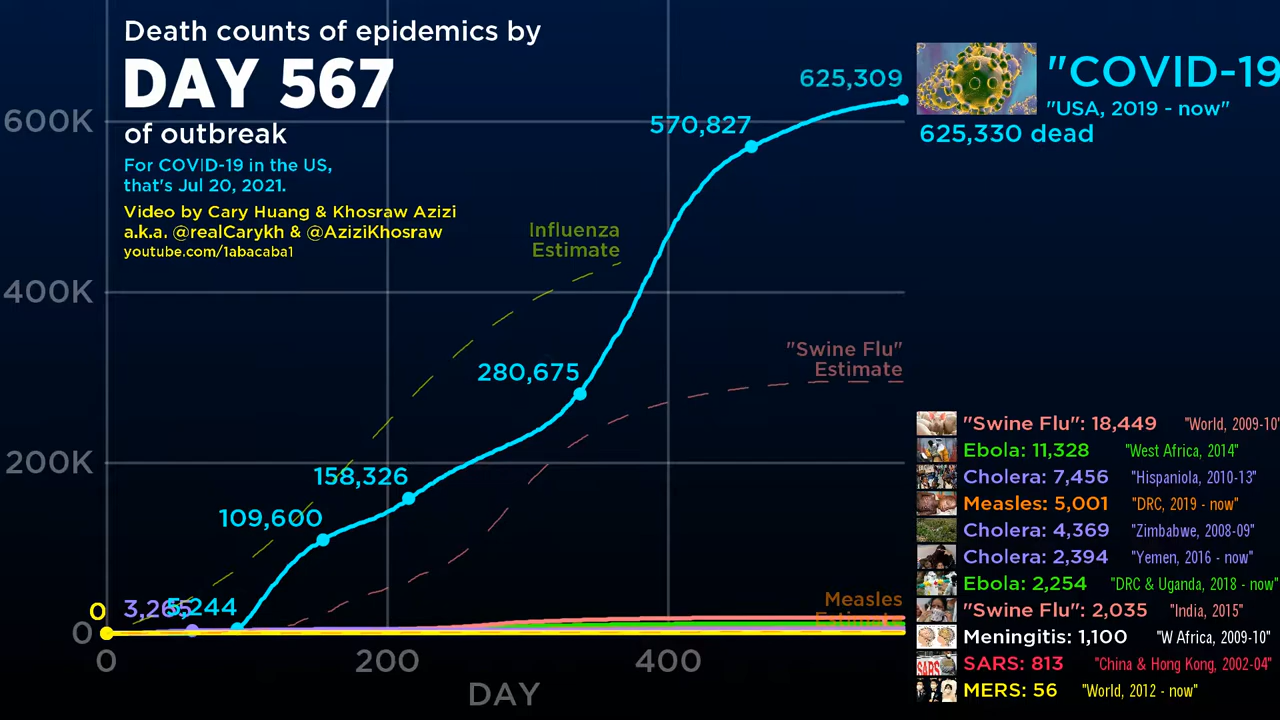 Death counts of epidemics by
DAY 567
of outbreak
For COVID-19 in the US,
that's Jul 20, 2021.
Video by Cary Huang & Khosraw Azizi
a.k.a. @realCarykh & @AziziKhosraw
youtube.com/1abacaba1
625,309
"COVID-19
"USA, 2019 - now"
625,330 dead
600K
570,827
Influenza
Estimate
400K
"Swine Flu"
Estimate
280,675
200K
158,326
109,600
Measles
Estimate
0
3,265
5,244
0
0
200
400
DAY
"Swine Flu": 18,449 "World, 2009-10"
Ebola: 11,328 "West Africa, 2014"
Cholera: 7,456 "Hispaniola, 2010-13"
Measles: 5,001 "DRC, 2019 - now"
Cholera: 4,369 "Zimbabwe, 2008-09"
Cholera: 2,394 "Yemen, 2016 - now"
Ebola: 2,254 "DRC & Uganda, 2018 - now"
"Swine Flu": 2,035 "India, 2015"
Meningitis: 1,100 "W Africa, 2009-10"
SARS
SARS: 813 "China & Hong Kong, 2002-04"
MERS: 56 "World, 2012 - now"